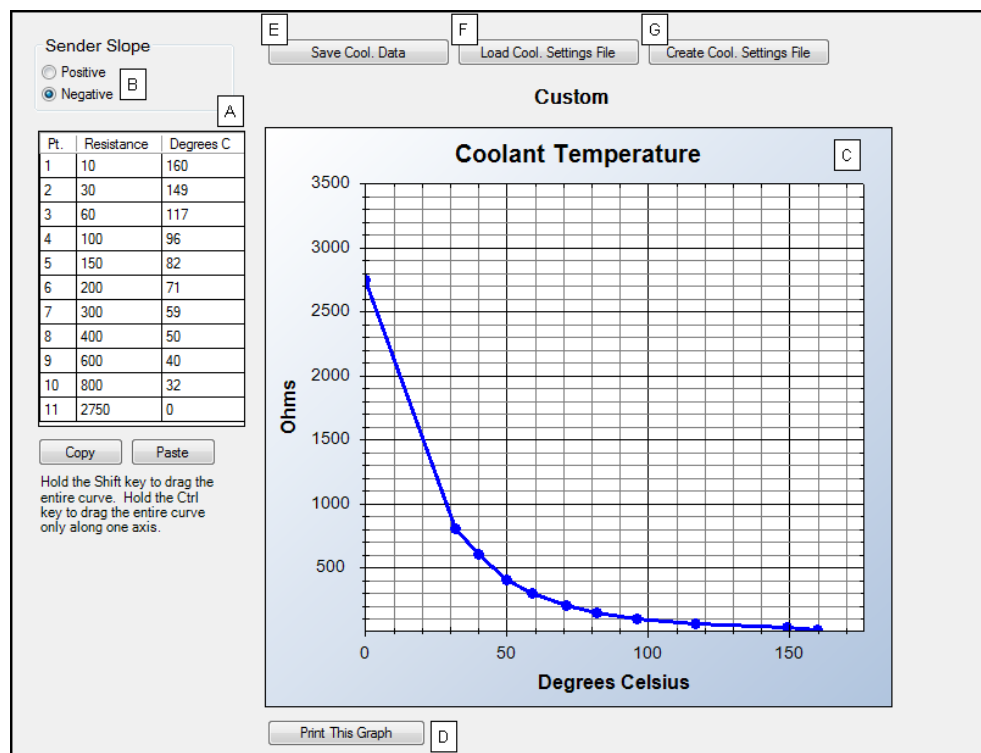 E
F
G
Sender Slope
Save Cool. Data
Load Cool. Settings File
Create Cool. Settings File
Positive
Negative
B
A
Custom
Pt. Resistance Degrees C
1 10 160
2 30 149
3 60 117
4 100 96
5 150 82
6 200 71
7 300 59
8 400 50
9 600 40
10 800 32
11 2750 0
Copy Paste
Hold the Shift key to drag the
entire curve. Hold the Ctrl
key to drag the entire curve
only along one axis.
Coolant Temperature
C
3500
3000
2500
2000
1500
1000
500
Ohms
0 50 100 150
Degrees Celsius
Print This Graph
D